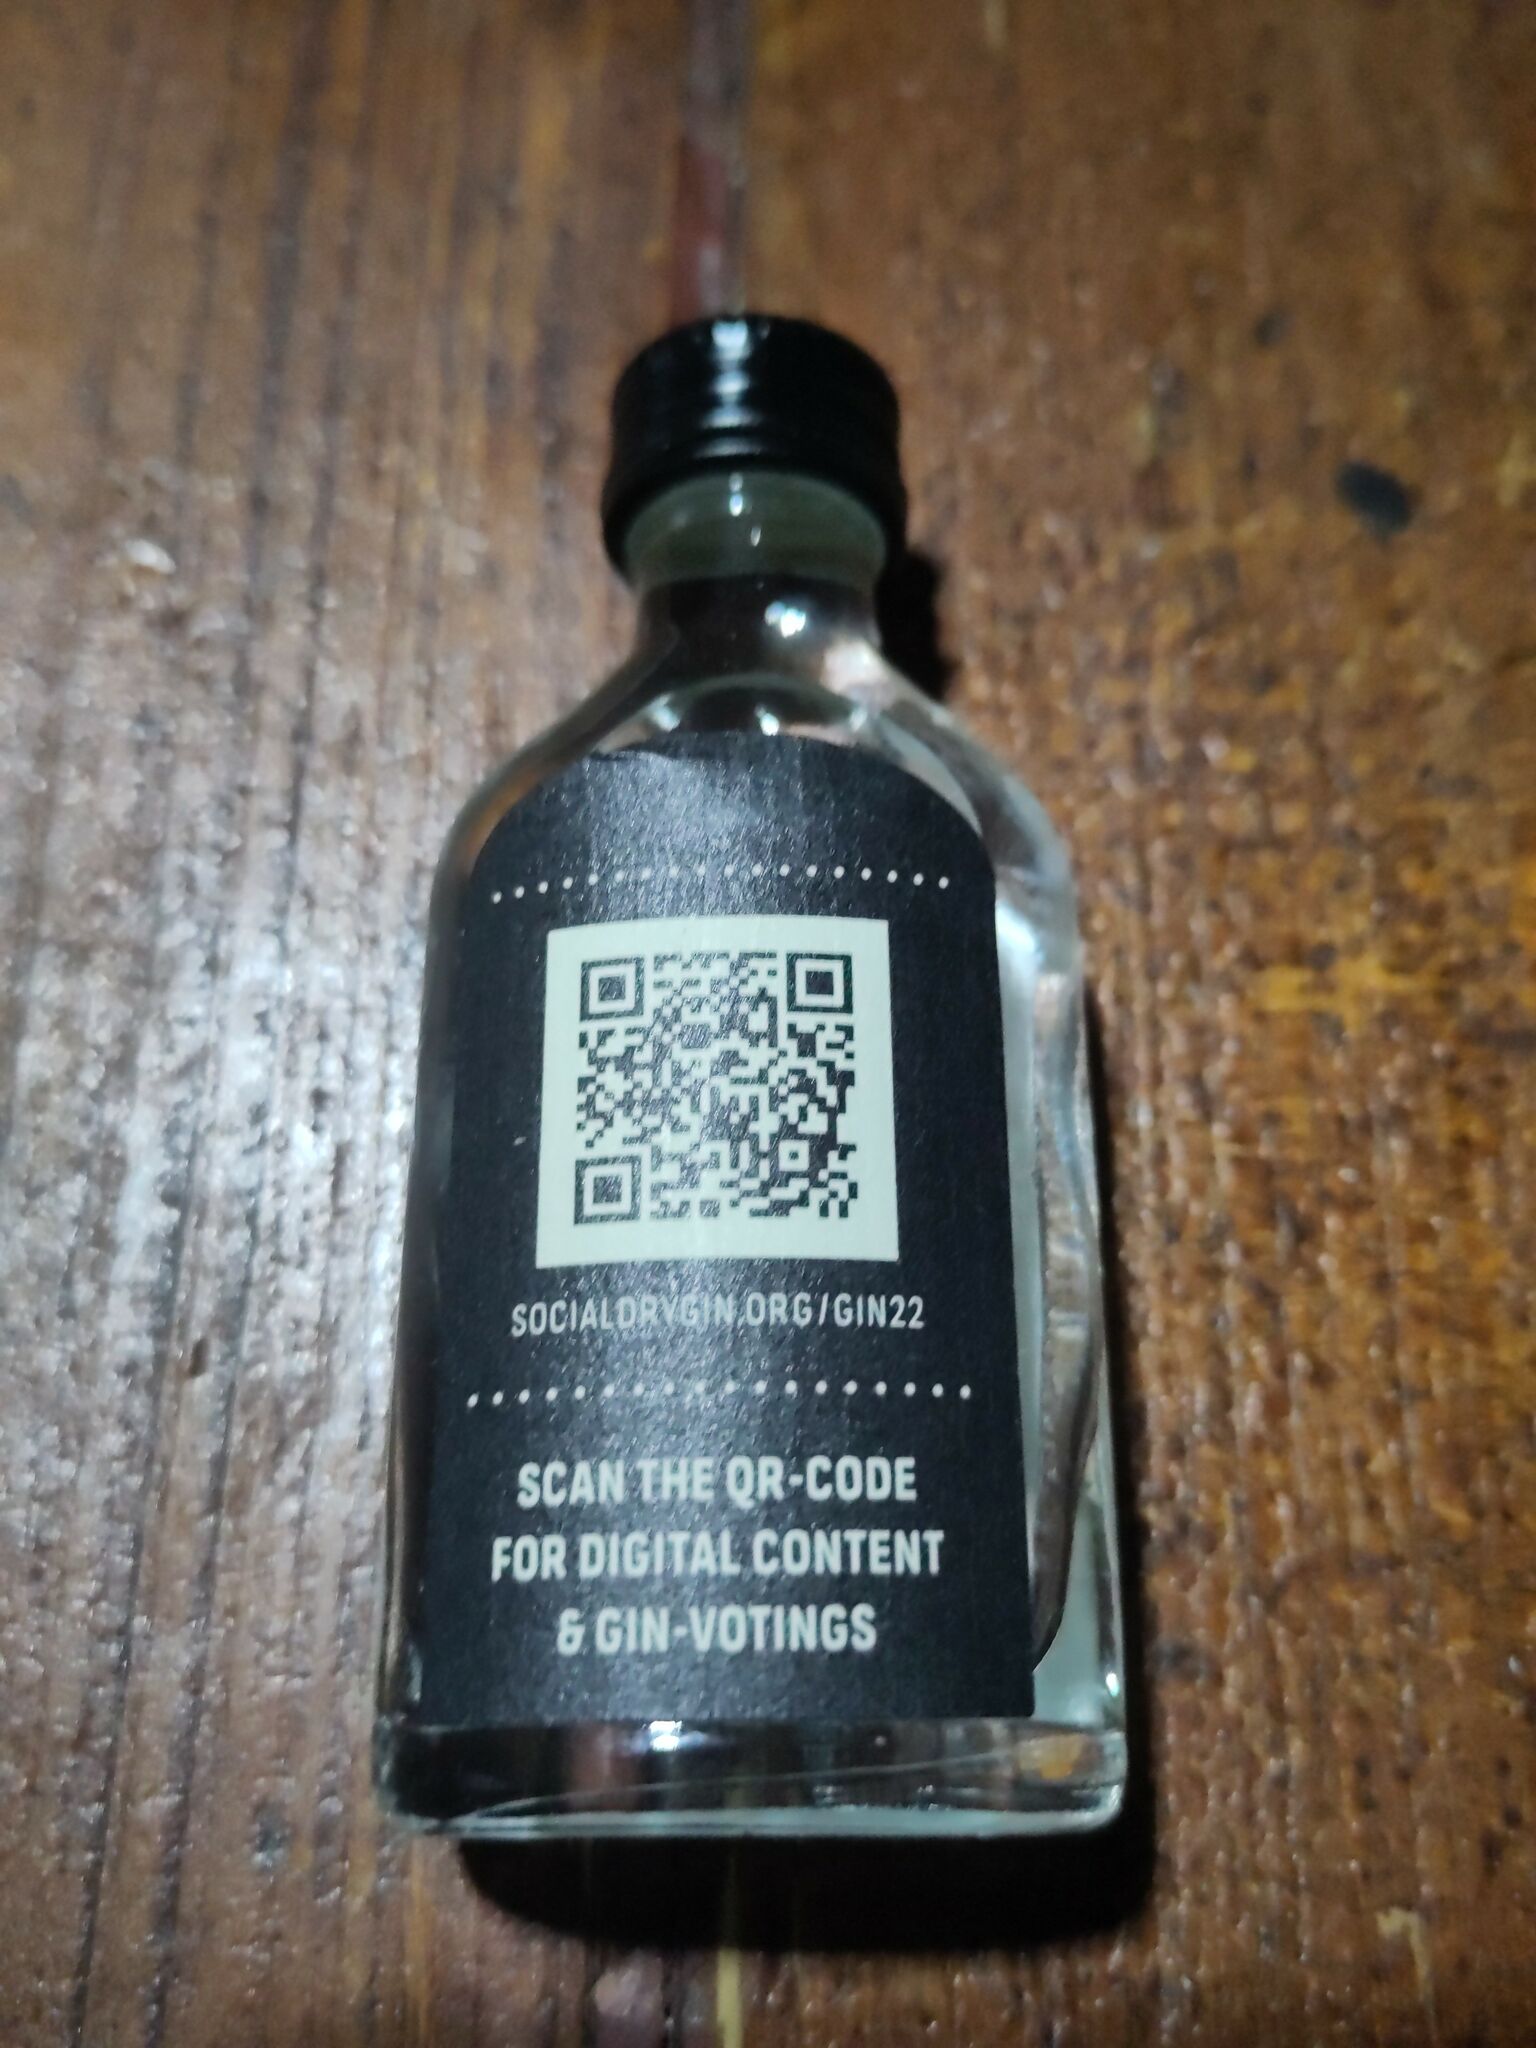 SOCIALDRYGIN.ORG/GIN22
SCAN THE QR-CODE
FOR DIGITAL CONTENT
& GIN-VOTINGS